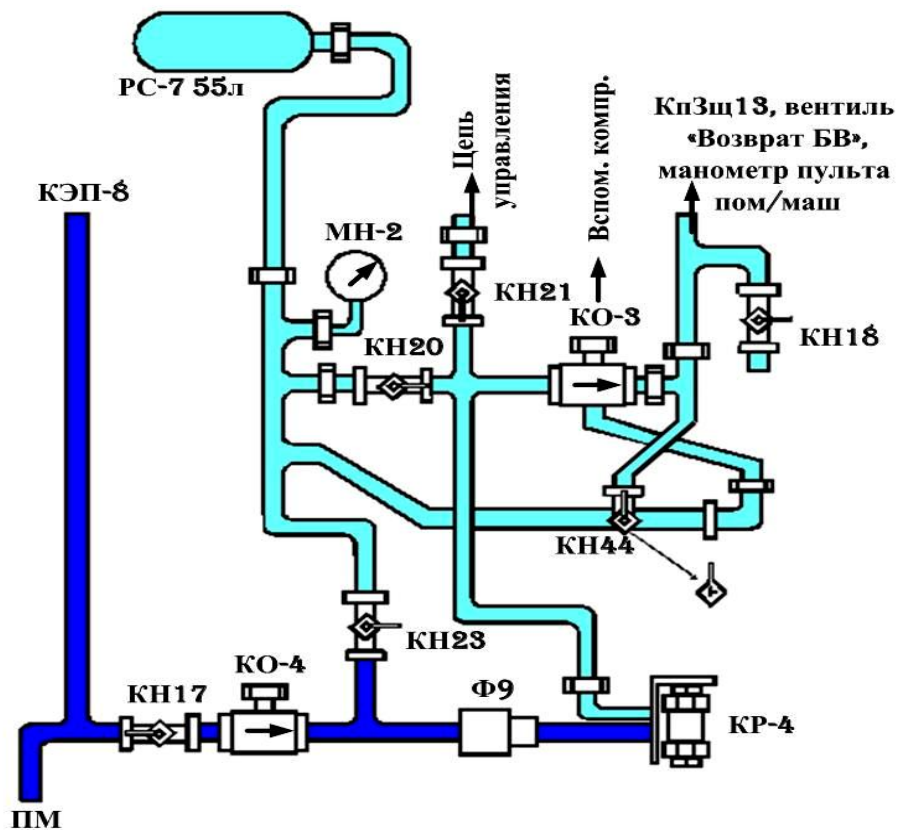 РС-7 55л
КЭП-8
МН-2
Цепь
управления
Вспом. компр.
КпЗщ13, вентиль
«Возврат БВ»,
манометр пульта
пом/маш
КН21
КО-3
КН20
КН18
КН44
КН23
КО-4
КН17
Ф9
КР-4
ПМ